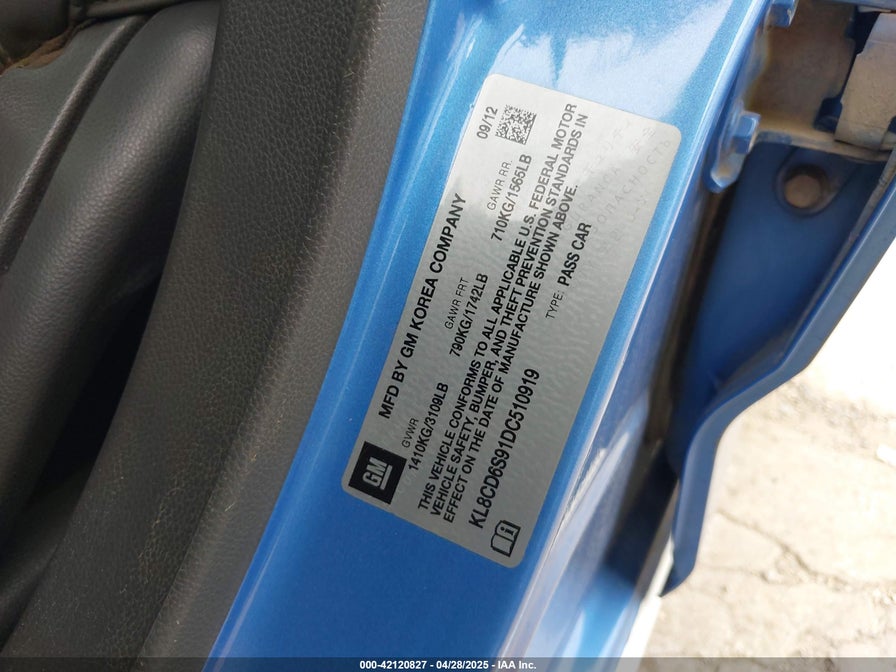 MFD BY GM KOREA COMPANY
09/12
GVWR
GAWR FRT
GAWR RR.
1410KG/3109LB
790KG/1742LB
710KG/1565LB
THIS VEHICLE CONFORMS TO ALL APPLICABLE U.S. FEDERAL MOTOR
VEHICLE SAFETY, BUMPER, AND THEFT PREVENTION STANDARDS IN
EFFECT ON THE DATE OF MANUFACTURE SHOWN ABOVE.
KL8CD6S91DC510919
TYPE: PASS CAR
GM
000-42120827 - 04/28/2025 - IAA Inc.